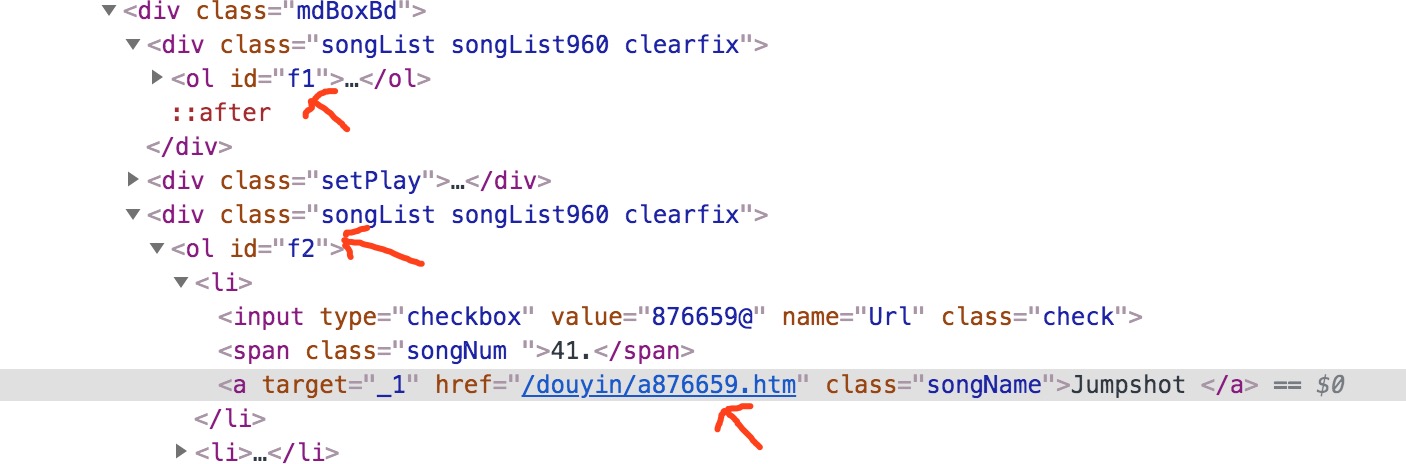 <div class="mdBoxBd">
<div class="songList songList960 clearfix">
<ol id="f1">…</ol>
::after
</div>
<div class="setPlay">…</div>
<div class="songList songList960 clearfix">
<ol id="f2">
<li>
<input type="checkbox" value="876659@" name="Url" class="check">
<span class="songNum ">41.</span>
<a target="_1" href="/douyin/a876659.htm" class="songName">Jumpshot </a> == $0
</li>
<li>…</li>